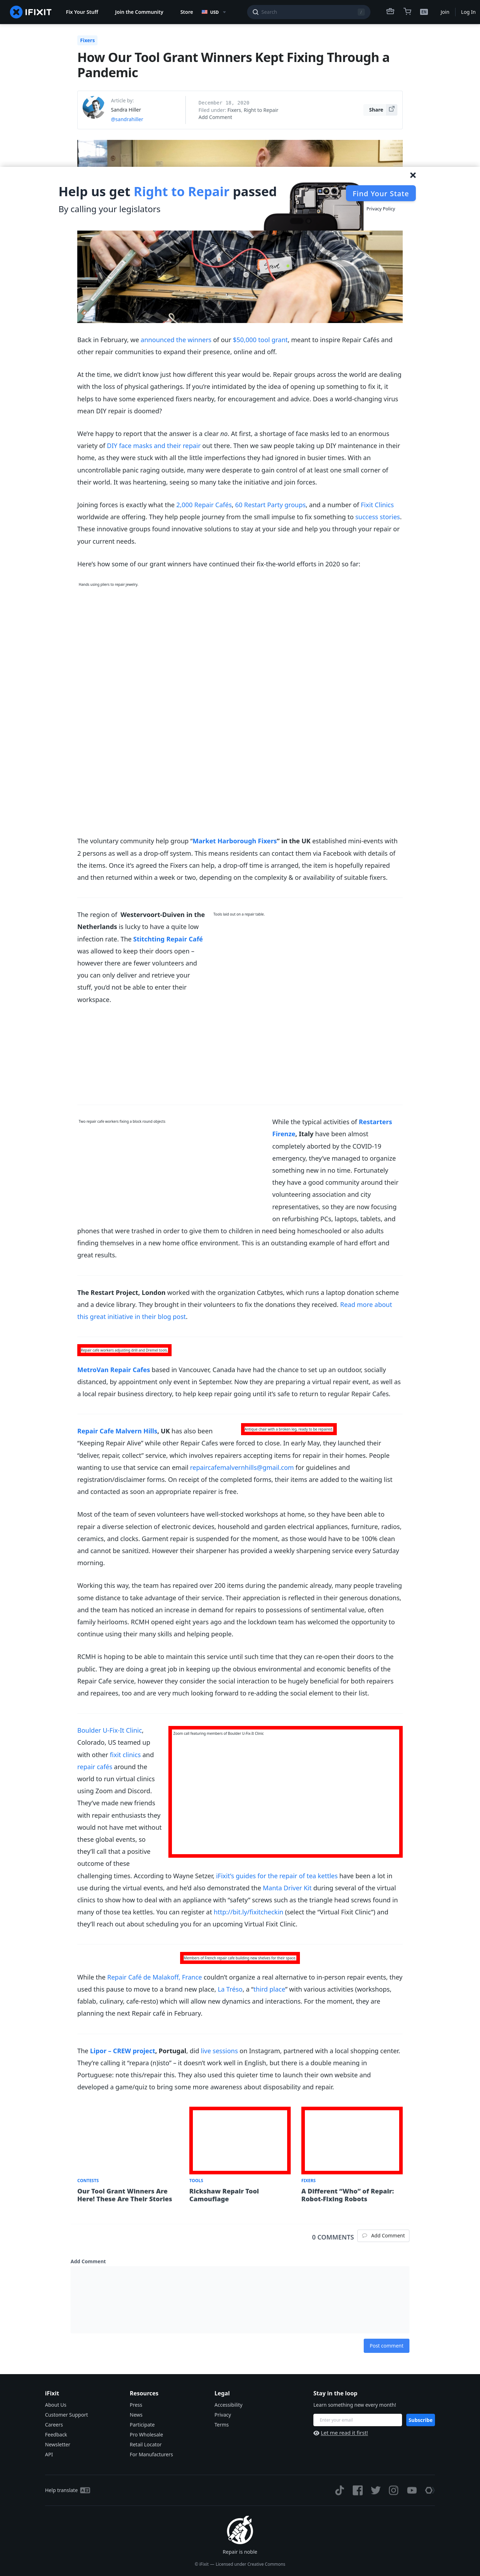 IFIXIT
Fix Your Stuff
Join the Community
Store
USD
Search
EN
Join
Log In
Fixers
How Our Tool Grant Winners Kept Fixing Through a
Pandemic
Article by:
Sandra Hiller
@sandrahiller
December 18, 2020
Filed under: Fixers, Right to Repair
Add Comment
Share
Help us get Right to Repair passed
By calling your legislators
Find Your State
Privacy Policy
Back in February, we announced the winners of our $50,000 tool grant, meant to inspire Repair Cafés and
other repair communities to expand their presence, online and off.
At the time, we didn't know just how different this year would be. Repair groups across the world are dealing
with the loss of physical gatherings. If you're intimidated by the idea of opening up something to fix it, it
helps to have some experienced fixers nearby, for encouragement and advice. Does a world-changing virus
mean DIY repair is doomed?
We're happy to report that the answer is a clear no. At first, a shortage of face masks led to an enormous
variety of DIY face masks and their repair out there. Then we saw people taking up DIY maintenance in their
home, as they were stuck with all the little imperfections they had ignored in busier times. With an
uncontrollable panic raging outside, many were desperate to gain control of at least one small corner of
their world. It was heartening, seeing so many take the initiative and join forces.
Joining forces is exactly what the 2,000 Repair Cafés, 60 Restart Party groups, and a number of Fixit Clinics
worldwide are offering. They help people journey from the small impulse to fix something to success stories.
These innovative groups found innovative solutions to stay at your side and help you through your repair or
your current needs.
Here's how some of our grant winners have continued their fix-the-world efforts in 2020 so far:
Hands using pliers to repair jewelry.
The voluntary community help group "Market Harborough Fixers" in the UK established mini-events with
2 persons as well as a drop-off system. This means residents can contact them via Facebook with details of
the items. Once it's agreed the Fixers can help, a drop-off time is arranged, the item is hopefully repaired
and then returned within a week or two, depending on the complexity & or availability of suitable fixers.
The region of Westervoort-Duiven in the
Netherlands is lucky to have a quite low
infection rate. The Stitchting Repair Café
was allowed to keep their doors open –
however there are fewer volunteers and
you can only deliver and retrieve your
stuff, you'd not be able to enter their
workspace.
Tools laid out on a repair table.
Two repair café workers fixing a black round objects
While the typical activities of Restarters
Firenze, Italy have been almost
completely aborted by the COVID-19
emergency, they've managed to organize
something new in no time. Fortunately
they have a good community around their
volunteering association and city
representatives, so they are now focusing
on refurbishing PCs, laptops, tablets, and
phones that were trashed in order to give them to children in need being homeschooled or also adults
finding themselves in a new home office environment. This is an outstanding example of hard effort and
great results.
The Restart Project, London worked with the organization Catbytes, which runs a laptop donation scheme
and a device library. They brought in their volunteers to fix the donations they received. Read more about
this great initiative in their blog post.
MetroVan Repair Cafes based in Vancouver, Canada have had the chance to set up an outdoor, socially
distanced, by appointment only event in September. Now they are preparing a virtual repair event, as well as
a local repair business directory, to help keep repair going until it's safe to return to regular Repair Cafes.
Repair Cafe Malvern Hills, UK has also been
Antique chair with a broken leg, ready to be repaired.
"Keeping Repair Alive" while other Repair Cafes were forced to close. In early May, they launched their
"deliver, repair, collect" service, which involves repairers accepting items for repair in their homes. People
wanting to use that service can email repaircafemalvernhills@gmail.com for guidelines and
registration/disclaimer forms. On receipt of the completed forms, their items are added to the waiting list
and contacted as soon an appropriate repairer is free.
Most of the team of seven volunteers have well-stocked workshops at home, so they have been able to
repair a diverse selection of electronic devices, household and garden electrical appliances, furniture, radios,
ceramics, and clocks. Garment repair is suspended for the moment, as those would have to be 100% clean
and cannot be sanitized. However their sharpener has provided a weekly sharpening service every Saturday
morning.
Working this way, the team has repaired over 200 items during the pandemic already, many people traveling
some distance to take advantage of their service. Their appreciation is reflected in their generous donations,
and the team has noticed an increase in demand for repairs to possessions of sentimental value, often
family heirlooms. RCMH opened eight years ago and the lockdown team has welcomed the opportunity to
continue using their many skills and helping people.
RCMH is hoping to be able to maintain this service until such time that they can re-open their doors to the
public. They are doing a great job in keeping up the obvious environmental and economic benefits of the
Repair Cafe service, however they consider the social interaction to be hugely beneficial for both repairers
and repairees, too and are very much looking forward to re-adding the social element to their list.
Boulder U-Fix-It Clinic,
Colorado, US teamed up
with other fixit clinics and
repair cafés around the
world to run virtual clinics
using Zoom and Discord.
They've made new friends
with repair enthusiasts they
would not have met without
these global events, so
they'll call that a positive
outcome of these
Zoom call featuring members of Boulder U-Fix-It Clinic
challenging times. According to Wayne Setzer, iFixit's guides for the repair of tea kettles have been a lot in
use during the virtual events, and he'd also demonstrated the Manta Driver Kit during several of the virtual
clinics to show how to deal with an appliance with "safety" screws such as the triangle head screws found in
many of those tea kettles. You can register at http://bit.ly/fixitcheckin (select the "Virtual Fixit Clinic") and
they'll reach out about scheduling you for an upcoming Virtual Fixit Clinic.
Members of French repair café building new shelves for their space.
While the Repair Café de Malakoff, France couldn't organize a real alternative to in-person repair events, they
used this pause to move to a brand new place, La Tréso, a "third place" with various activities (workshops,
fablab, culinary, cafe-resto) which will allow new dynamics and interactions. For the moment, they are
planning the next Repair café in February.
The Lipor – CREW project, Portugal, did live sessions on Instagram, partnered with a local shopping center.
They're calling it "repara (n)isto" – it doesn't work well in English, but there is a double meaning in
Portuguese: note this/repair this. They also used this quieter time to launch their own website and
developed a game/quiz to bring some more awareness about disposability and repair.
CONTESTS
Our Tool Grant Winners Are
Here! These Are Their Stories
TOOLS
Rickshaw Repair Tool
Camouflage
FIXERS
A Different "Who" of Repair:
Robot-Fixing Robots
0 COMMENTS
Add Comment
Add Comment
Post comment
iFixit
About Us
Customer Support
Careers
Feedback
Newsletter
API
Resources
Press
News
Participate
Pro Wholesale
Retail Locator
For Manufacturers
Legal
Accessibility
Privacy
Terms
Stay in the loop
Learn something new every month!
Enter your email
Subscribe
Let me read it first!
Help translate
Repair is noble
© iFixit — Licensed under Creative Commons